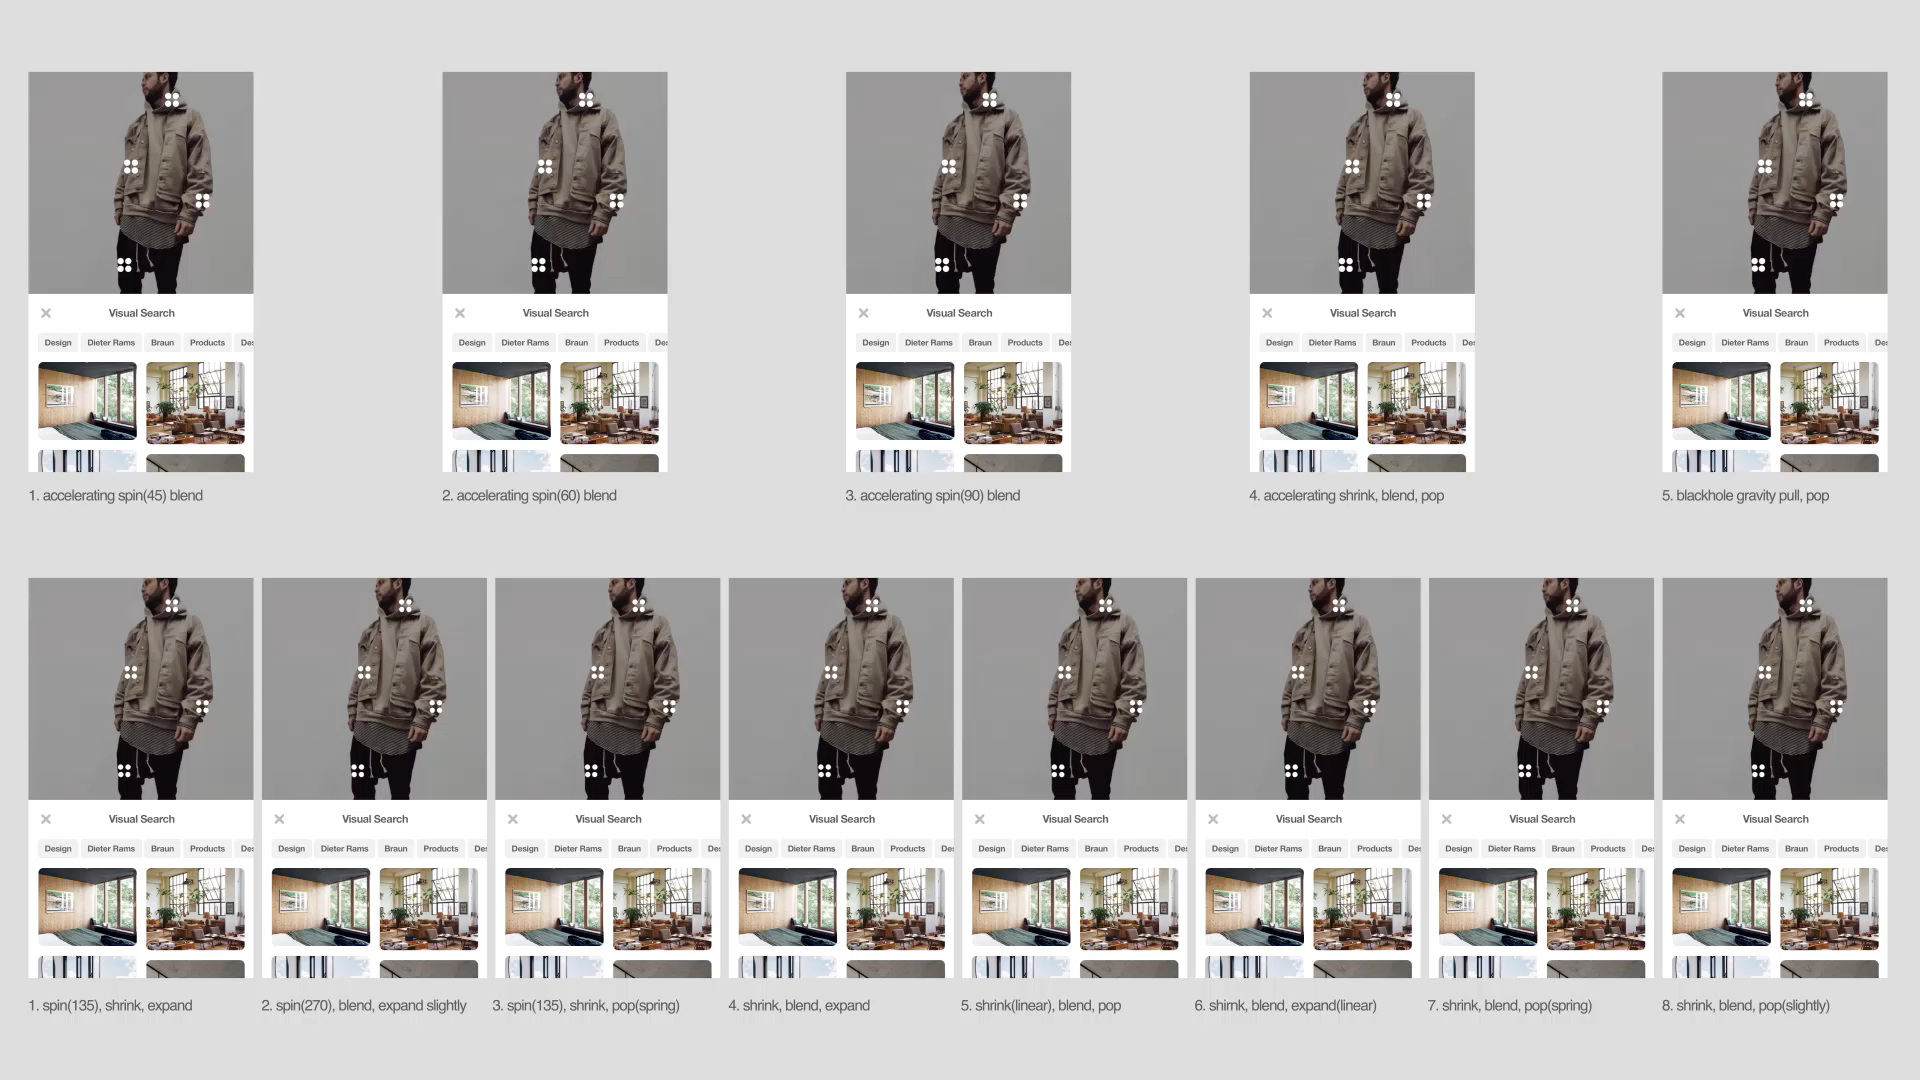 Visual Search
Design Dieter Rams Braun Products Des
1. accelerating spin(45) blend
Visual Search
Design Dieter Rams Braun Products Des
2. accelerating spin(60) blend
Visual Search
Design Dieter Rams Braun Products Des
3. accelerating spin(90) blend
Visual Search
Design Dieter Rams Braun Products Des
4. accelerating shrink, blend, pop
Visual Search
Design Dieter Rams Braun Products Des
5. blackhole gravity pull, pop
Visual Search
Design Dieter Rams Braun Products Des
1. spin(135), shrink, expand
Visual Search
Design Dieter Rams Braun Products Des
2. spin(270), blend, expand slightly
Visual Search
Design Dieter Rams Braun Products Des
3. spin(135), shrink, pop(spring)
Visual Search
Design Dieter Rams Braun Products Des
4. shrink, blend, expand
Visual Search
Design Dieter Rams Braun Products Des
5. shrink(linear), blend, pop
Visual Search
Design Dieter Rams Braun Products Des
6. shirnk, blend, expand(linear)
Visual Search
Design Dieter Rams Braun Products Des
7. shrink, blend, pop(spring)
Visual Search
Design Dieter Rams Braun Products Des
8. shrink, blend, pop(slightly)